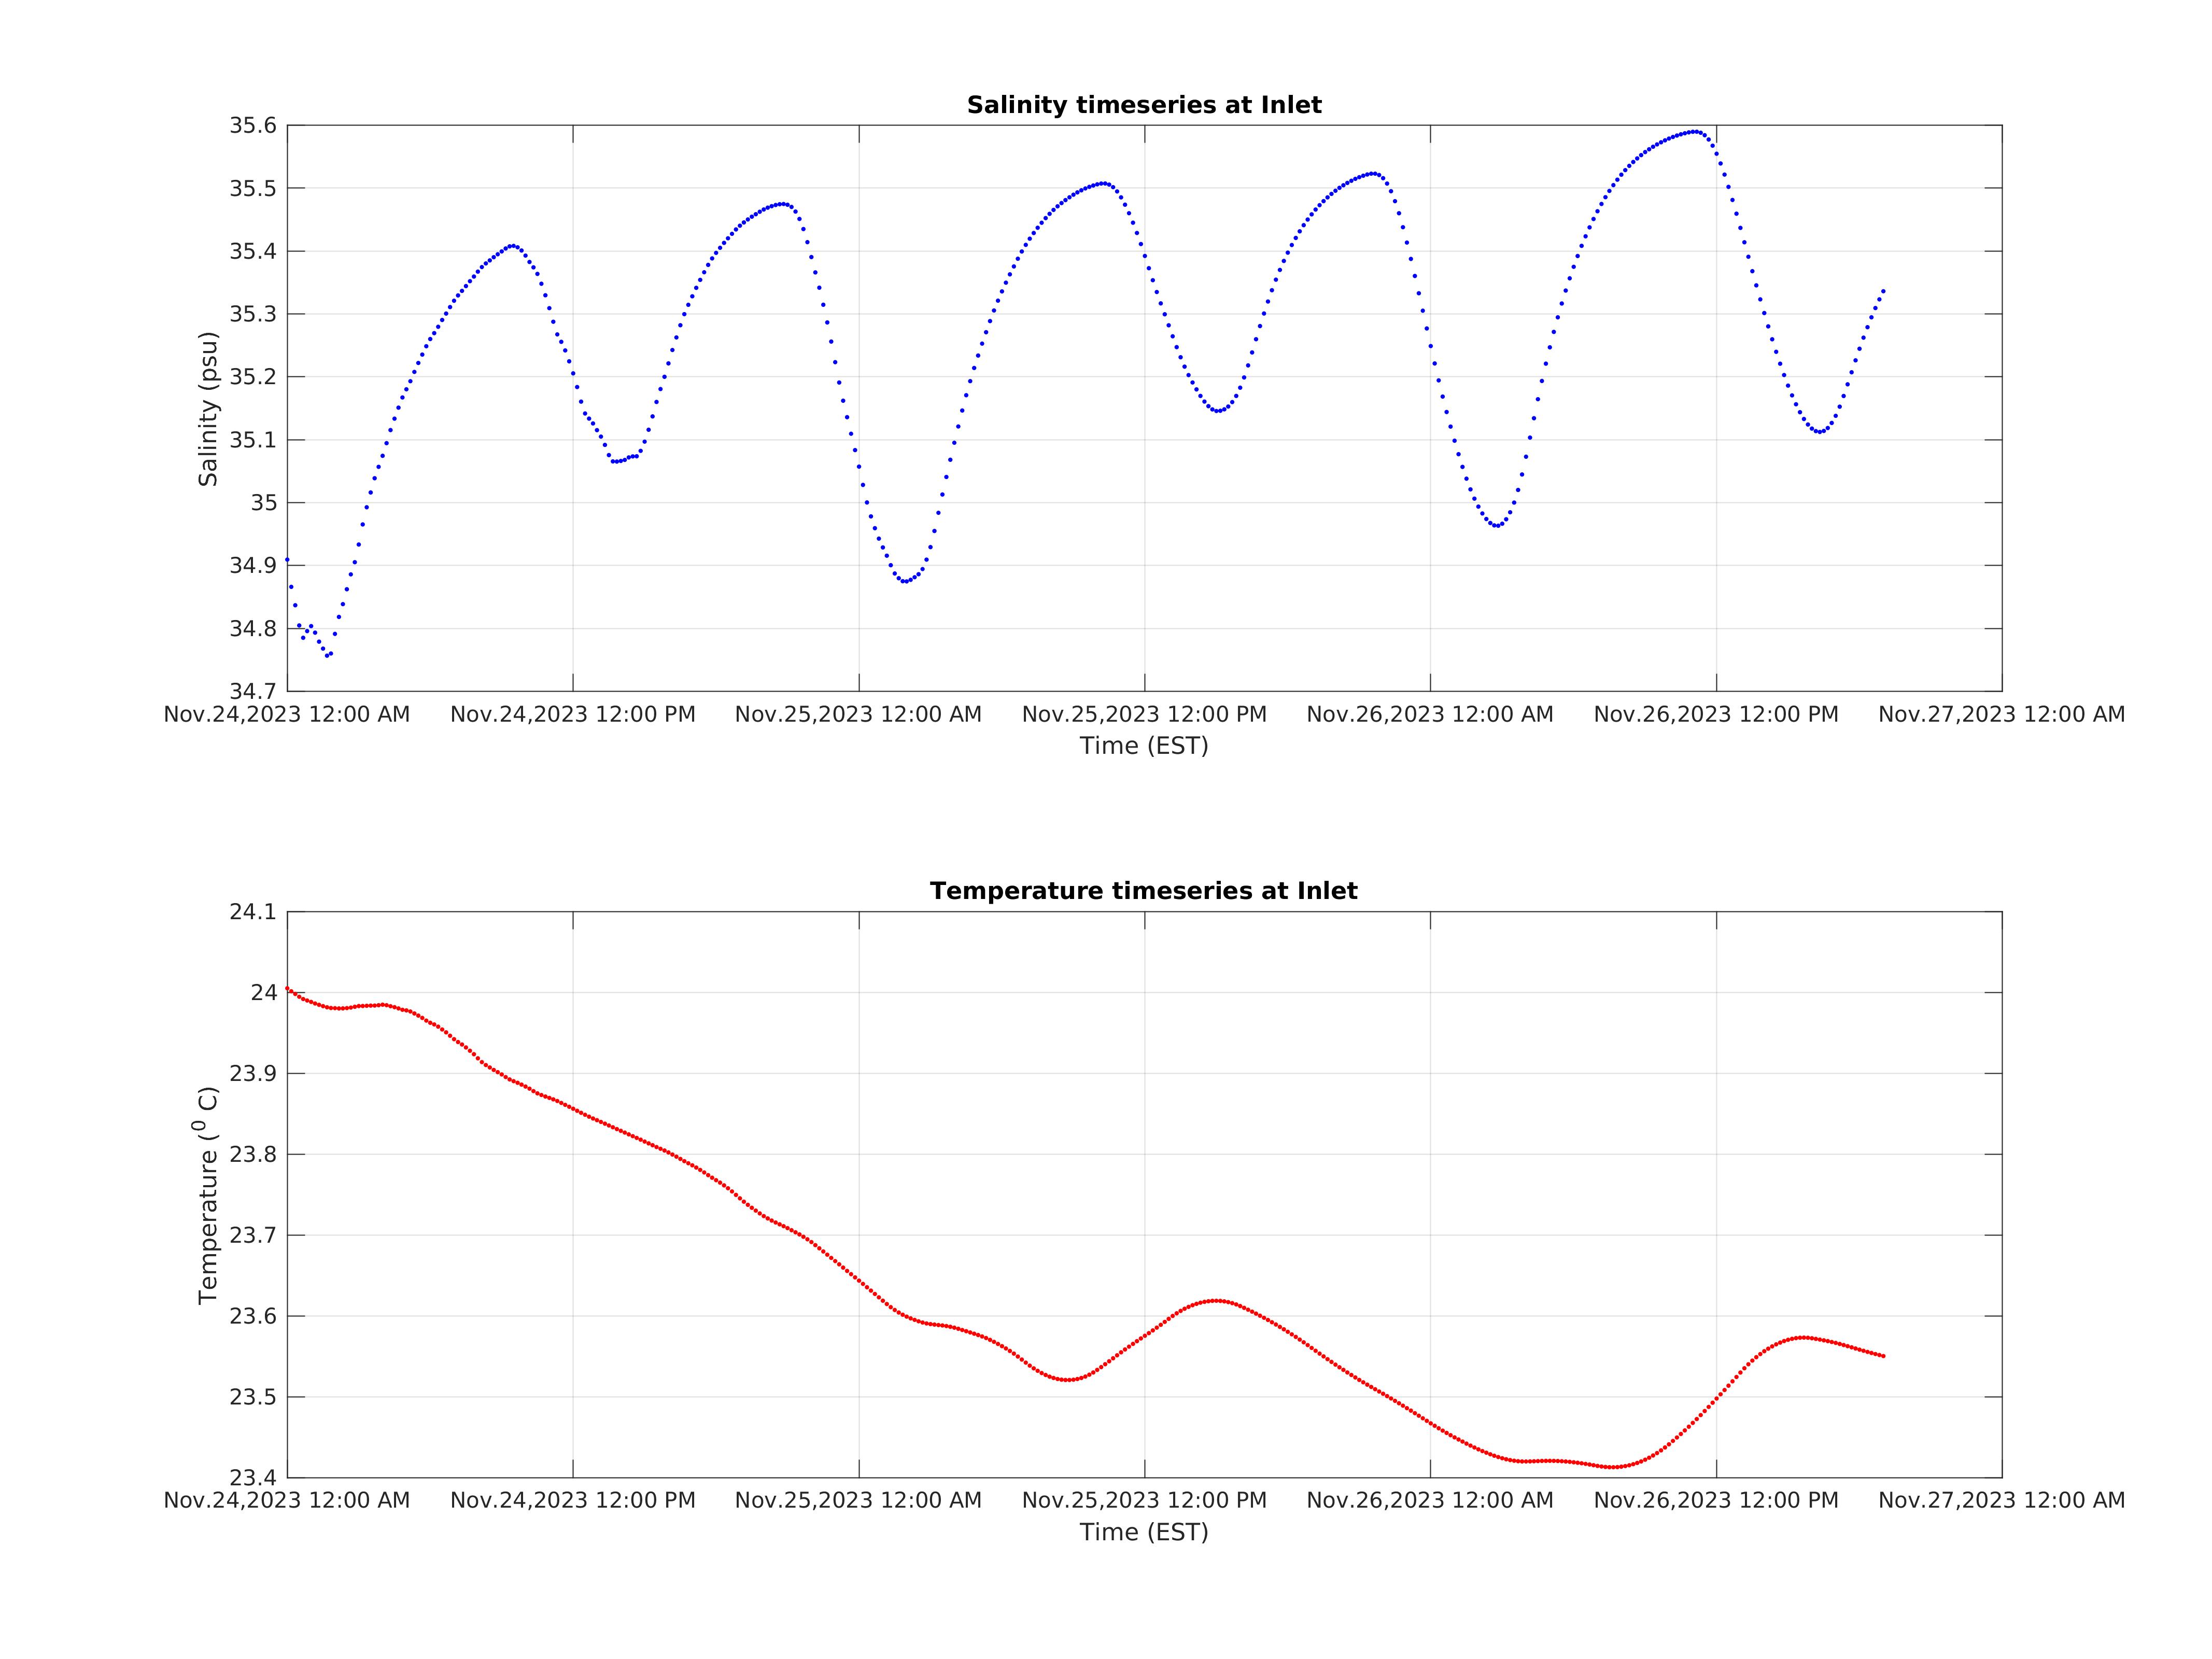 Salinity timeseries at Inlet
35.6
35.5
35.4
35.3
35.2
35.1
35
34.9
34.8
34.7
Salinity (psu)
Nov.24,2023 12:00 AM Nov.24,2023 12:00 PM Nov.25,2023 12:00 AM Nov.25,2023 12:00 PM Nov.26,2023 12:00 AM Nov.26,2023 12:00 PM Nov.27,2023 12:00 AM
Time (EST)
Temperature timeseries at Inlet
24.1
24
23.9
23.8
23.7
23.6
23.5
23.4
Temperature (⁰ C)
Nov.24,2023 12:00 AM Nov.24,2023 12:00 PM Nov.25,2023 12:00 AM Nov.25,2023 12:00 PM Nov.26,2023 12:00 AM Nov.26,2023 12:00 PM Nov.27,2023 12:00 AM
Time (EST)